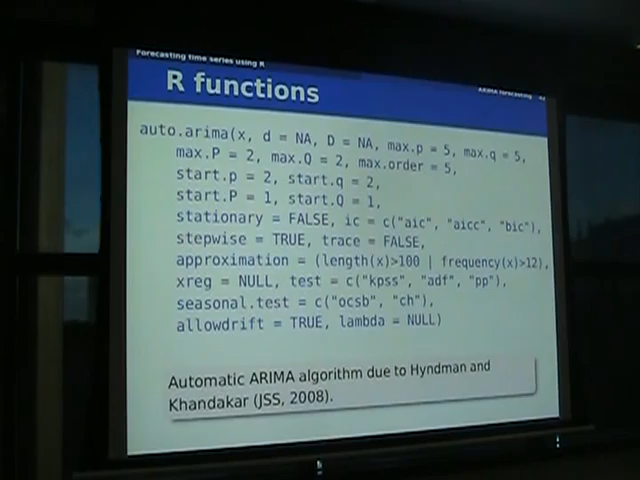 Forecasting time series using R
ARIMA forecasting
R functions
auto.arima(x, d = NA, D = NA, max.p = 5, max.q = 5,
max.P = 2, max.Q = 2, max.order = 5,
start.p = 2, start.q = 2,
start.P = 1, start.Q = 1,
stationary = FALSE, ic = c("aic", "aicc", "bic"),
stepwise = TRUE, trace = FALSE,
approximation = (length(x)>100 | frequency(x)>12),
xreg = NULL, test = c("kpss", "adf", "pp"),
seasonal.test = c("ocsb", "ch"),
allowdrift = TRUE, lambda = NULL)
Automatic ARIMA algorithm due to Hyndman and
Khandakar (JSS, 2008).